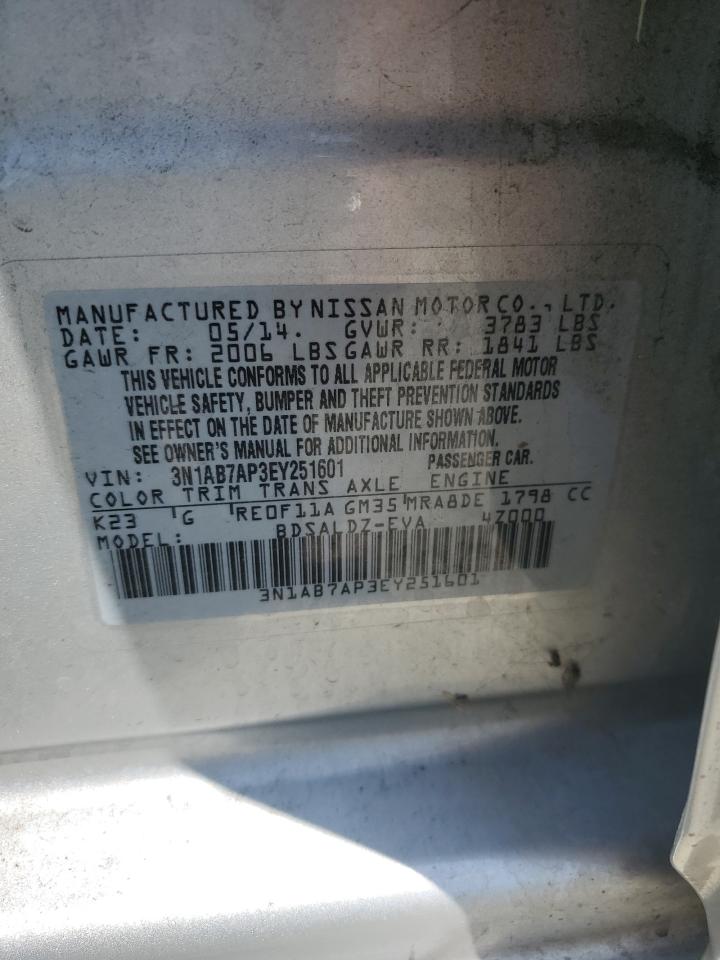 MANUFACTURED BY NISSAN MOTOR CO., LTD.
DATE: 05/14. GVWR: 3783 LBS
GAWR FR: 2006 LBS GAWR RR: 1841 LBS
THIS VEHICLE CONFORMS TO ALL APPLICABLE FEDERAL MOTOR
VEHICLE SAFETY, BUMPER AND THEFT PREVENTION STANDARDS
IN EFFECT ON THE DATE OF MANUFACTURE SHOWN ABOVE.
SEE OWNER'S MANUAL FOR ADDITIONAL INFORMATION.
VIN: 3N1AB7AP3EY251601 PASSENGER CAR.
COLOR TRIM TRANS AXLE ENGINE
K23 G RE0F11A GM35 MRA8DE 1798 CC
MODEL: BDSALDZ-EVA 4Z000
3N1AB7AP3EY251601